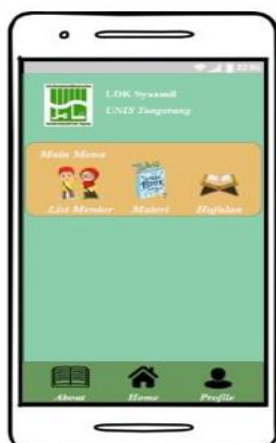 LDK Syaamil
UNIS Tangerang
Main Menu
List Mentor
Materi
Hafalan
About
Home
Profile